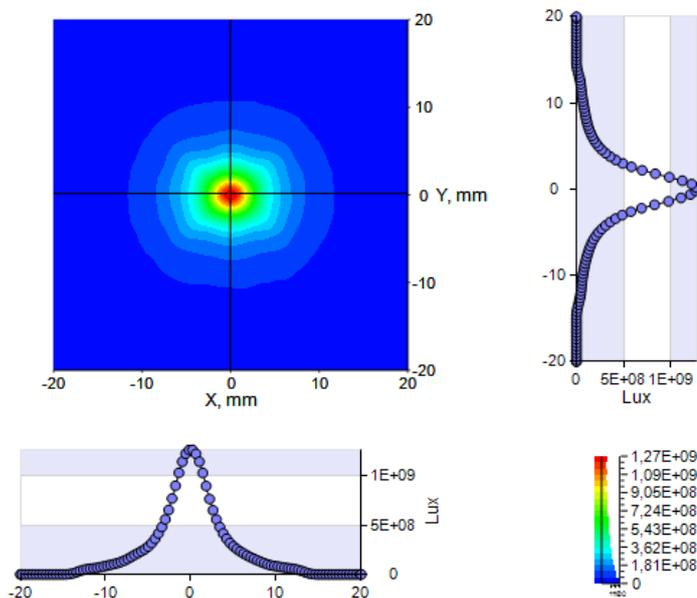 20
10
0 Y, mm
-10
-20
-20 -10 0 10 20
X, mm
20
10
0
-10
-20
0 5E+08 1E+09
Lux
1E+09
5E+08
0
Lux
-20 -10 0 10 20
1,27E+09
1,09E+09
9,05E+08
7,24E+08
5,43E+08
3,62E+08
1,81E+08
0